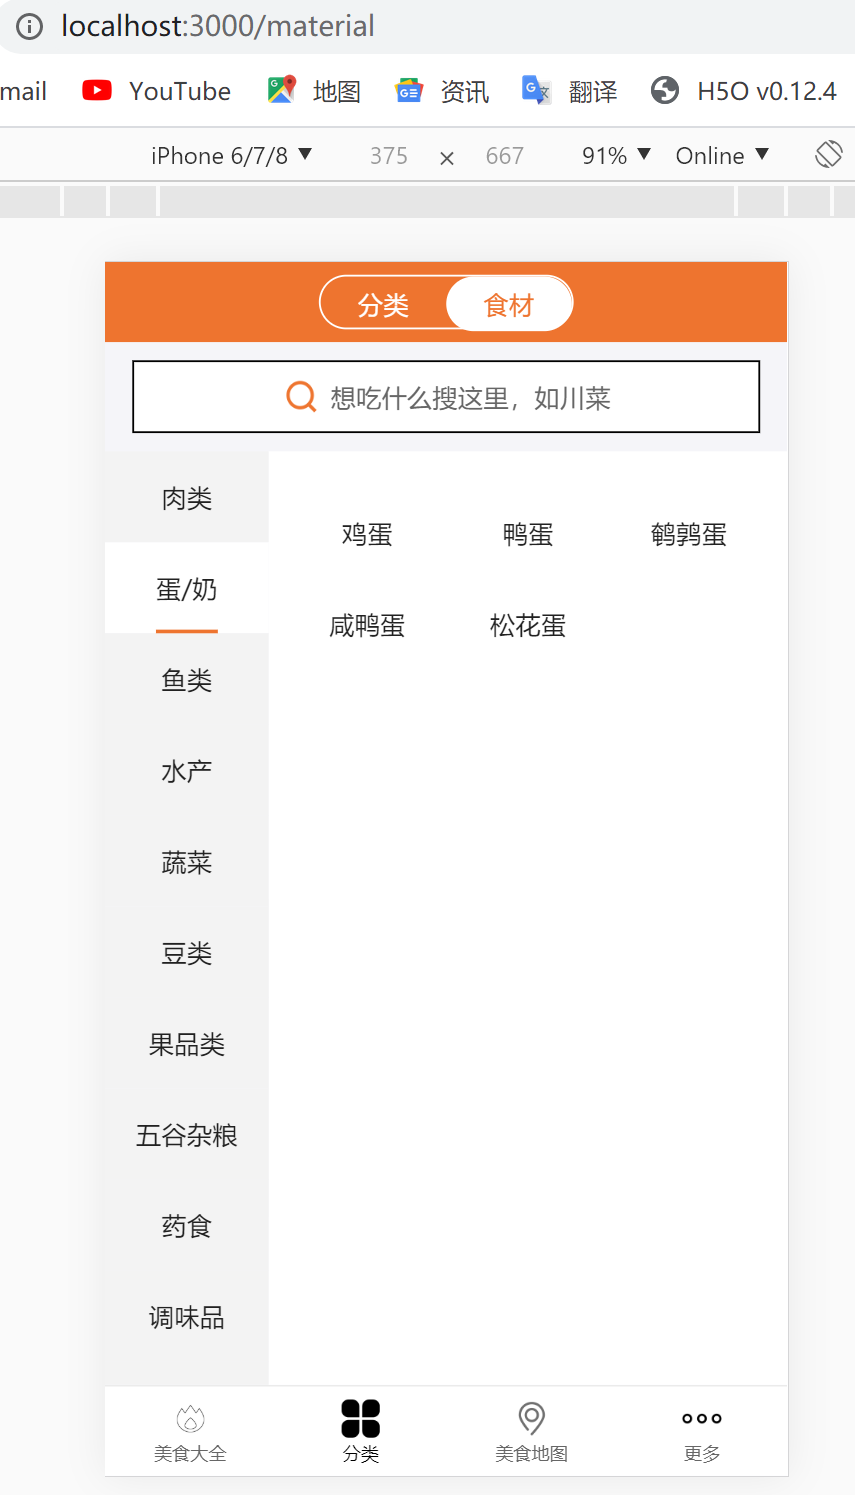 localhost:3000/material
mail YouTube 地图 资讯 翻译 H5O v0.12.4
iPhone 6/7/8 375 × 667 91% Online
分类 食材
想吃什么搜这里，如川菜
肉类
鸡蛋 鸭蛋 鹌鹑蛋
蛋/奶
咸鸭蛋 松花蛋
鱼类
水产
蔬菜
豆类
果品类
五谷杂粮
药食
调味品
美食大全 分类 美食地图 更多